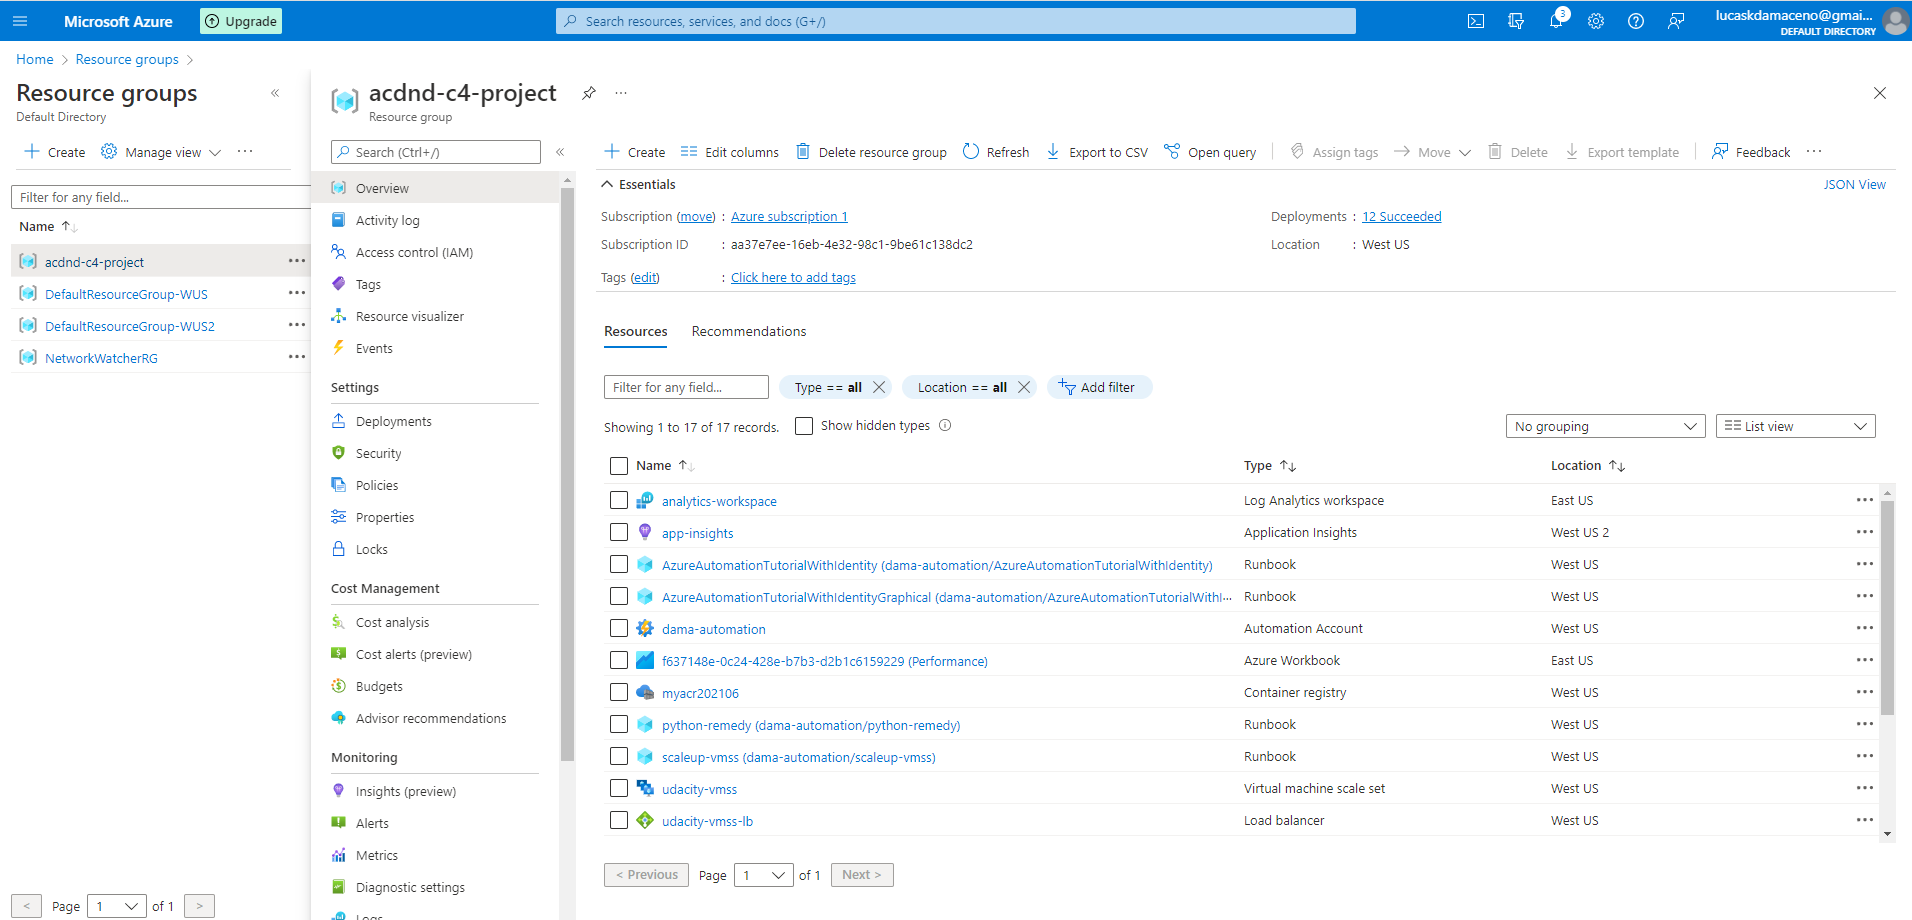 Microsoft Azure
Upgrade
Search resources, services, and docs (G+/)
3
lucaskdamaceno@gmai...
DEFAULT DIRECTORY
Home > Resource groups >
Resource groups
Default Directory
«
Create
Manage view
...
Filter for any field...
Name
acdnd-c4-project
DefaultResourceGroup-WUS
DefaultResourceGroup-WUS2
NetworkWatcherRG
< Page 1 of 1 >
acdnd-c4-project
Resource group
Search (Ctrl+/)
«
Overview
Activity log
Access control (IAM)
Tags
Resource visualizer
Events
Settings
Deployments
Security
Policies
Properties
Locks
Cost Management
Cost analysis
Cost alerts (preview)
Budgets
Advisor recommendations
Monitoring
Insights (preview)
Alerts
Metrics
Diagnostic settings
Logs
Create Edit columns Delete resource group Refresh Export to CSV Open query Assign tags Move Delete Export template Feedback ...
Essentials
JSON View
Subscription (move) : Azure subscription 1
Deployments : 12 Succeeded
Subscription ID : aa37e7ee-16eb-4e32-98c1-9be61c138dc2
Location : West US
Tags (edit) : Click here to add tags
Resources Recommendations
Filter for any field... Type == all Location == all Add filter
Showing 1 to 17 of 17 records. Show hidden types
No grouping List view
Name Type Location
analytics-workspace Log Analytics workspace East US
app-insights Application Insights West US 2
AzureAutomationTutorialWithIdentity (dama-automation/AzureAutomationTutorialWithIdentity) Runbook West US
AzureAutomationTutorialWithIdentityGraphical (dama-automation/AzureAutomationTutorialWithI... Runbook West US
dama-automation Automation Account West US
f637148e-0c24-428e-b7b3-d2b1c6159229 (Performance) Azure Workbook East US
myacr202106 Container registry West US
python-remedy (dama-automation/python-remedy) Runbook West US
scaleup-vmss (dama-automation/scaleup-vmss) Runbook West US
udacity-vmss Virtual machine scale set West US
udacity-vmss-lb Load balancer West US
< Previous Page 1 of 1 Next >